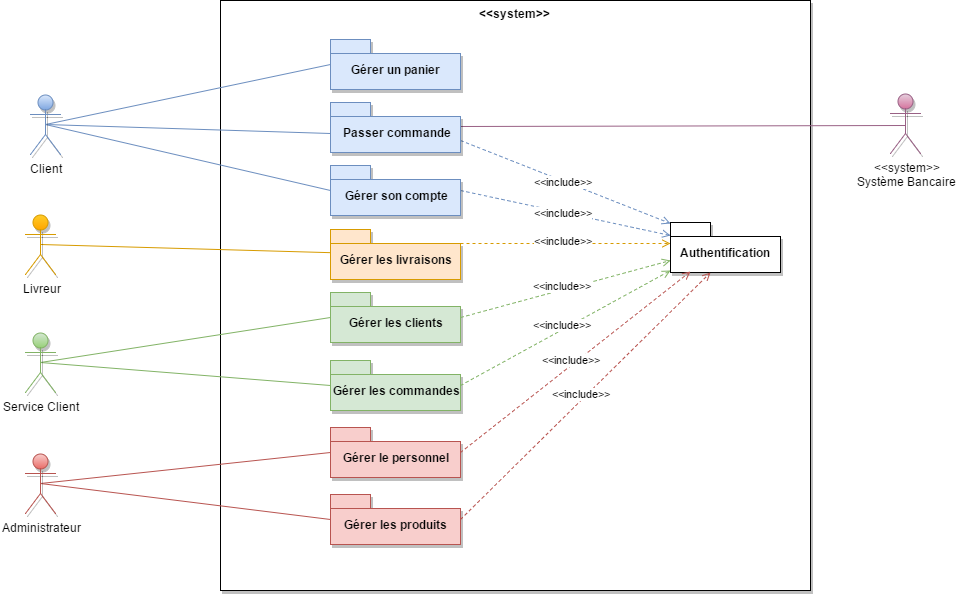 <<system>>
Gérer un panier
Passer commande
Client
<<system>>
Système Bancaire
<<include>>
Gérer son compte
<<include>>
<<include>>
Authentification
Gérer les livraisons
Livreur
<<include>>
Gérer les clients
<<include>>
<<include>>
Gérer les commandes
<<include>>
Service Client
Gérer le personnel
Gérer les produits
Administrateur